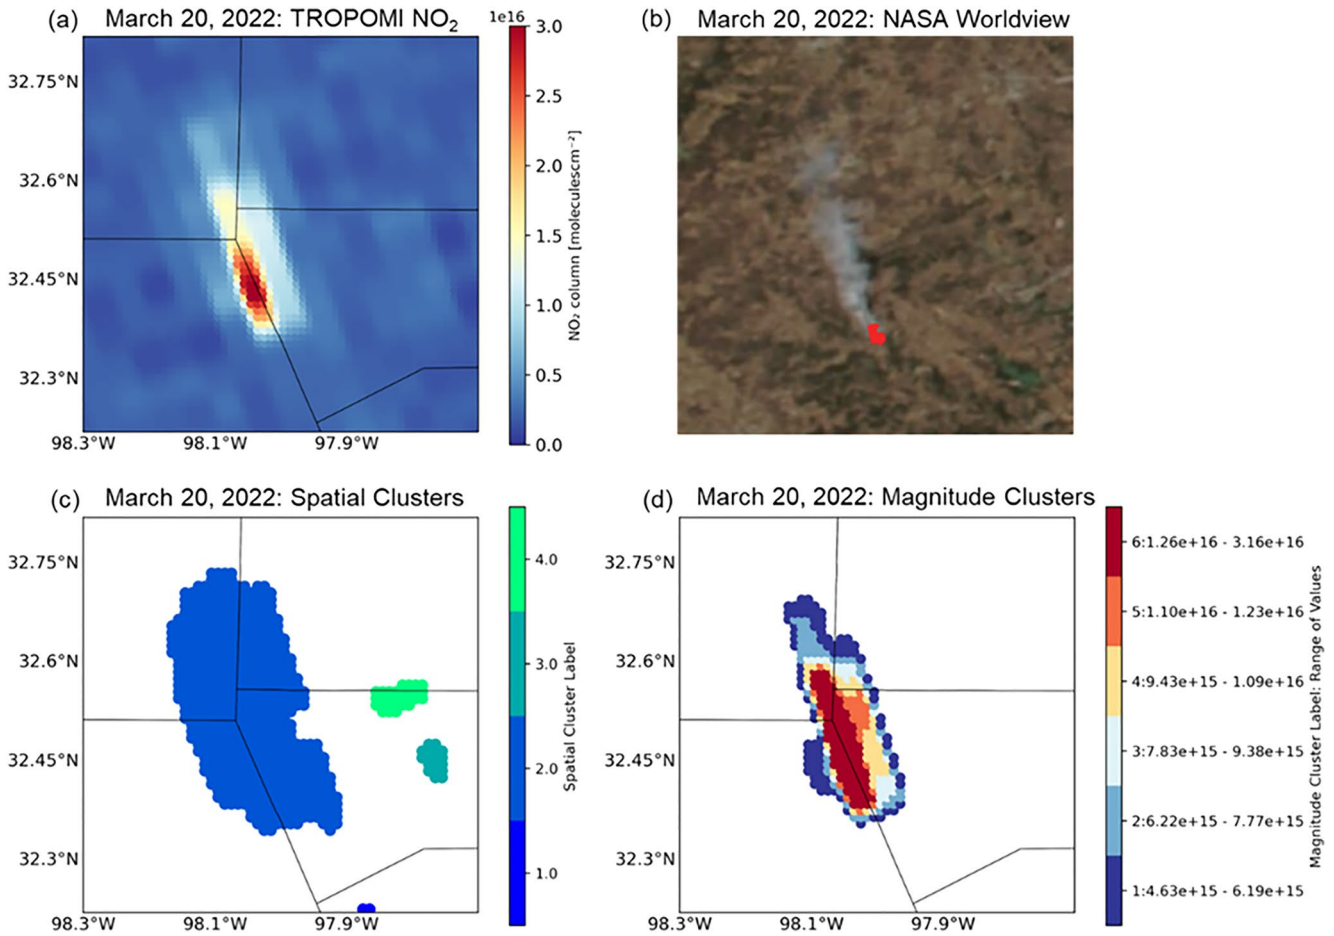 (a) March 20, 2022: TROPOMI NO₂
1e16
3.0
2.5
2.0
1.5
1.0
0.5
0.0
NO₂ column [moleculescm⁻²]
32.75°N
32.6°N
32.45°N
32.3°N
98.3°W 98.1°W 97.9°W
(b) March 20, 2022: NASA Worldview
(c) March 20, 2022: Spatial Clusters
4.0
3.0
2.0
1.0
Spatial Cluster Label
32.75°N
32.6°N
32.45°N
32.3°N
98.3°W 98.1°W 97.9°W
(d) March 20, 2022: Magnitude Clusters
6:1.26e+16 - 3.16e+16
5:1.10e+16 - 1.23e+16
4:9.43e+15 - 1.09e+16
3:7.83e+15 - 9.38e+15
2:6.22e+15 - 7.77e+15
1:4.63e+15 - 6.19e+15
Magnitude Cluster Label: Range of Values
32.75°N
32.6°N
32.45°N
32.3°N
98.3°W 98.1°W 97.9°W